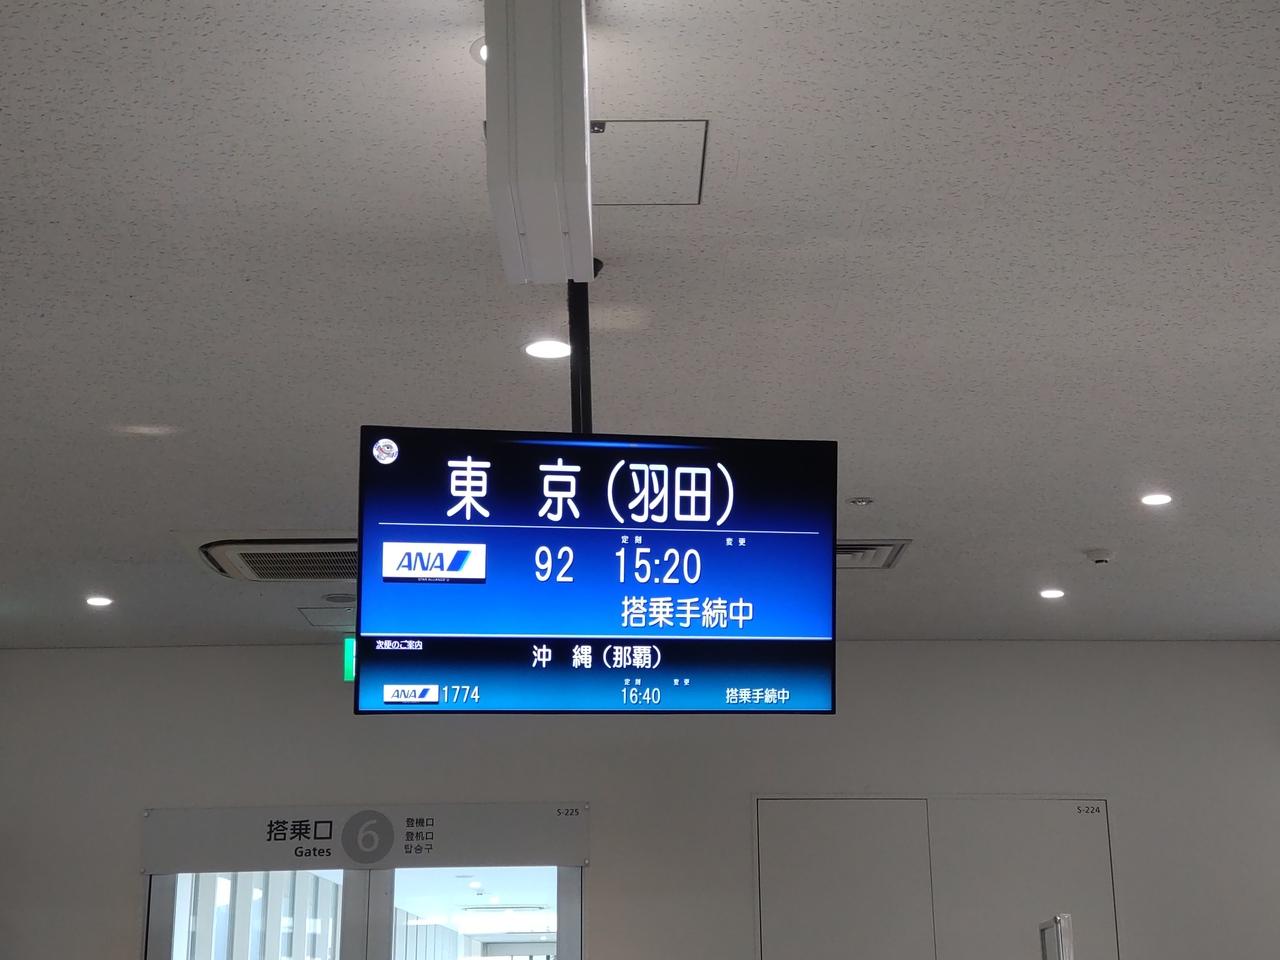 東京(羽田)
定刻 変更
ANA 92 15:20
搭乗手続中
次便のご案内
沖縄(那覇)
定刻 変更
ANA 1774 16:40 搭乗手続中
S-225
搭乗口 6 登機口
登机口
Gates 탑승구
S-224